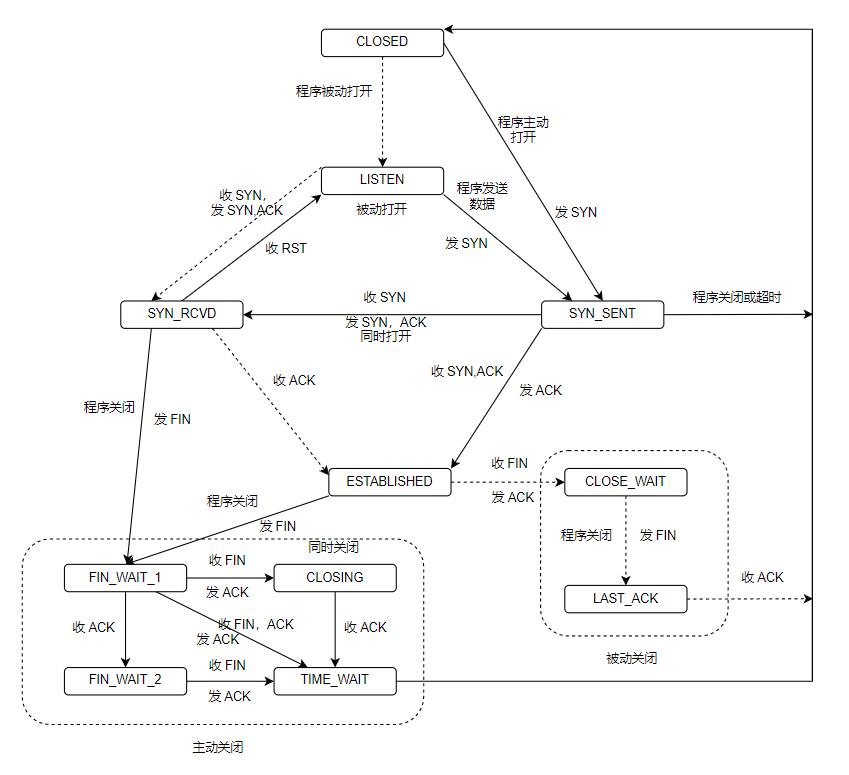 CLOSED
程序被动打开
程序主动
打开
LISTEN
被动打开
程序发送
数据
收 SYN，
发 SYN,ACK
收 RST
发 SYN
发 SYN
SYN_RCVD
收 SYN
发 SYN，ACK
同时打开
SYN_SENT
程序关闭或超时
收 ACK
收 SYN,ACK
发 ACK
程序关闭
发 FIN
ESTABLISHED
收 FIN
发 ACK
CLOSE_WAIT
程序关闭
发 FIN
程序关闭
发 FIN
LAST_ACK
收 ACK
被动关闭
同时关闭
FIN_WAIT_1
收 FIN
发 ACK
CLOSING
收 ACK
收 FIN，ACK
发 ACK
收 ACK
FIN_WAIT_2
收 FIN
发 ACK
TIME_WAIT
主动关闭